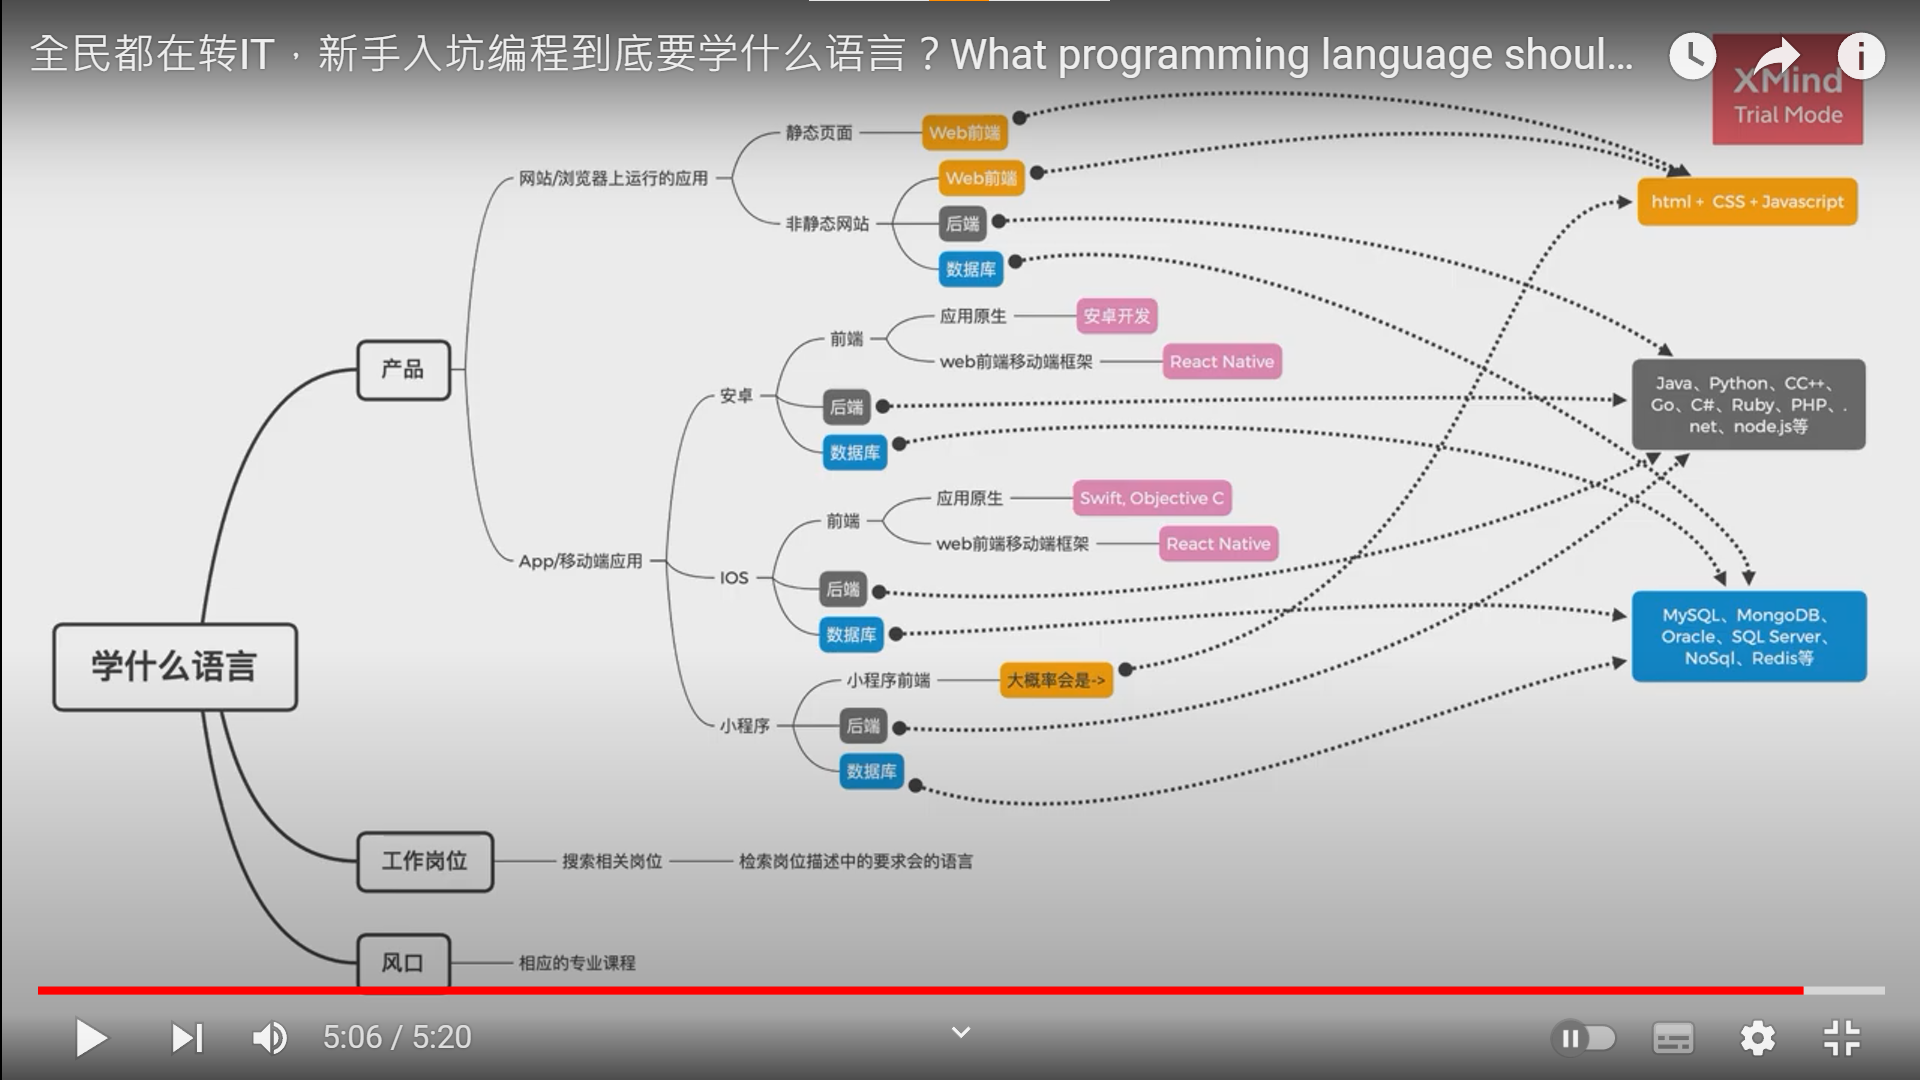 全民都在转IT，新手入坑编程到底要学什么语言？What programming language shoul...
XMind
Trial Mode
静态页面
Web前端
网站/浏览器上运行的应用
Web前端
非静态网站
后端
数据库
html + CSS + Javascript
应用原生
安卓开发
前端
web前端移动端框架
React Native
产品
安卓
后端
数据库
Java、Python、CC++、
Go、C#、Ruby、PHP、.
net、node.js等
应用原生
Swift, Objective C
前端
web前端移动端框架
React Native
App/移动端应用
IOS
后端
数据库
MySQL、MongoDB、
Oracle、SQL Server、
NoSql、Redis等
学什么语言
小程序前端
大概率会是->
小程序
后端
数据库
工作岗位
搜索相关岗位
检索岗位描述中的要求会的语言
风口
相应的专业课程
5:06 / 5:20